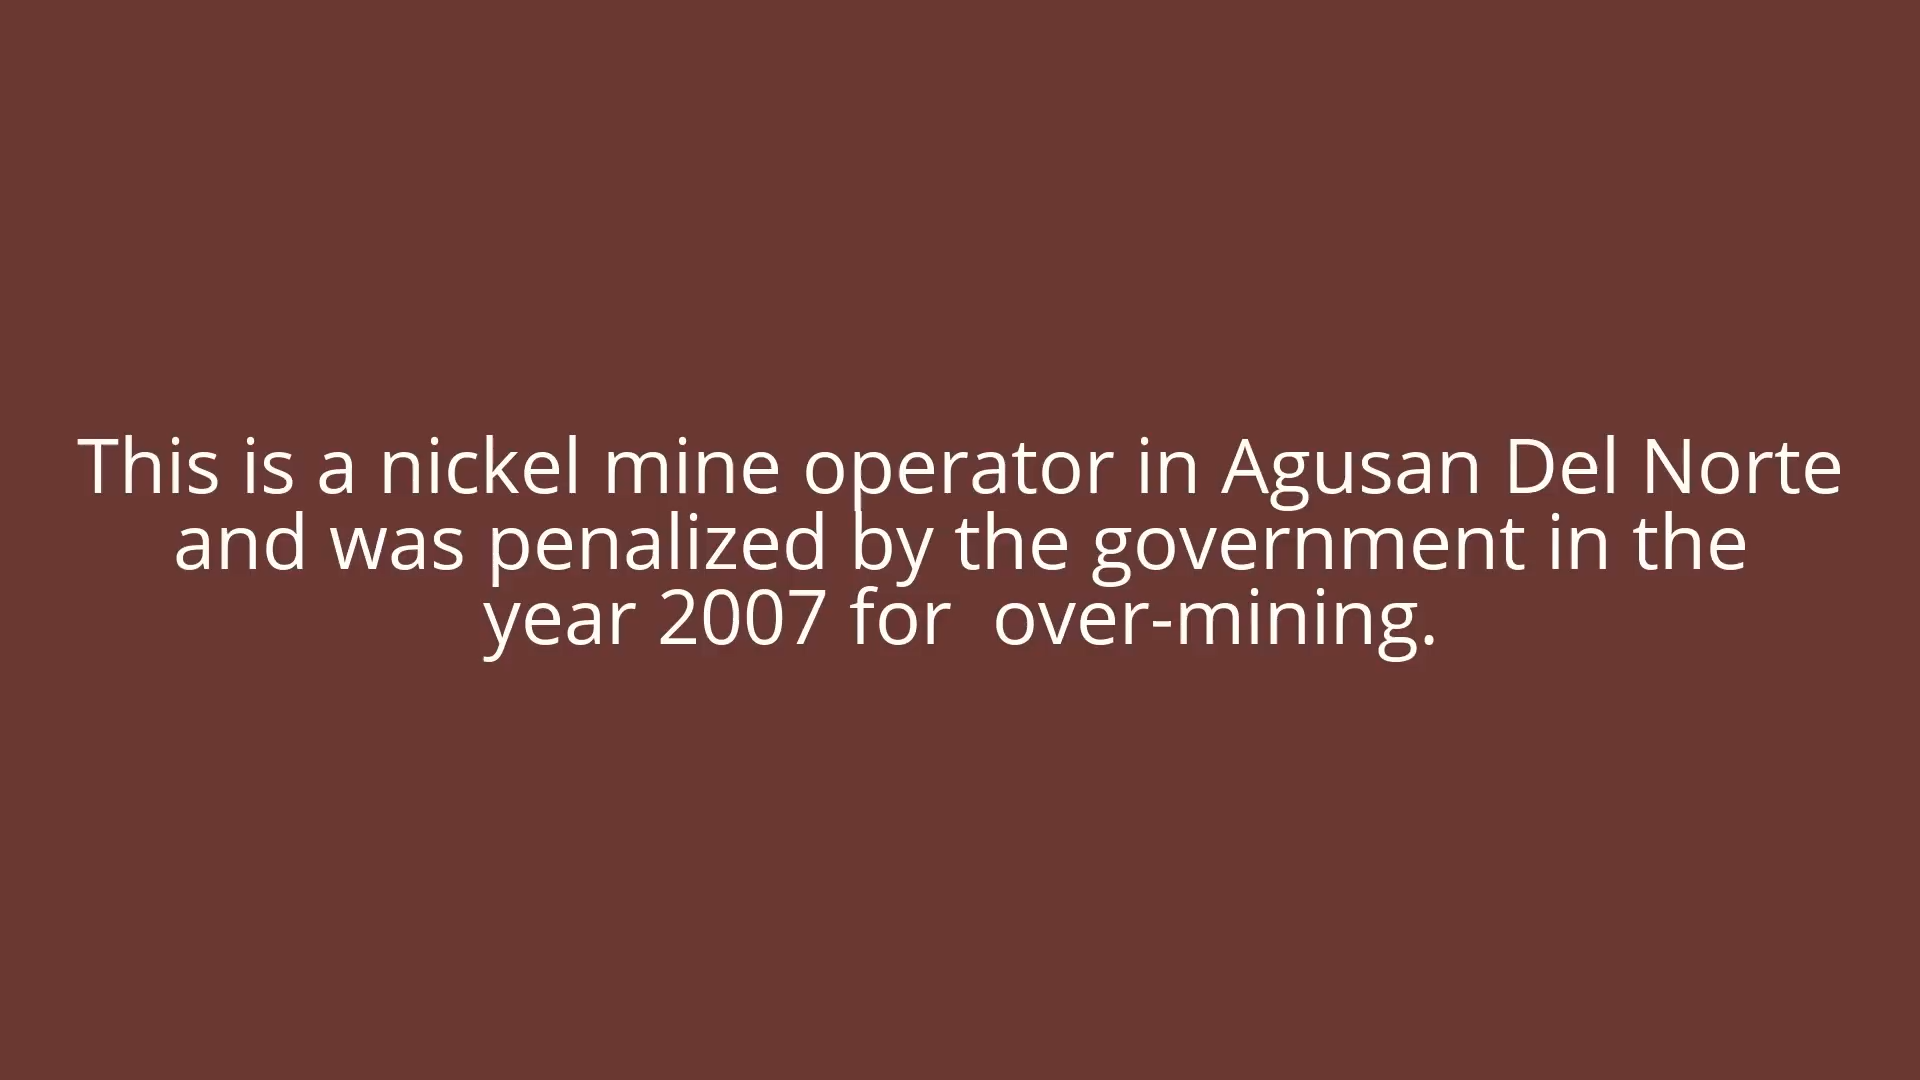 This is a nickel mine operator in Agusan Del Norte
and was penalized by the government in the
year 2007 for  over-mining.